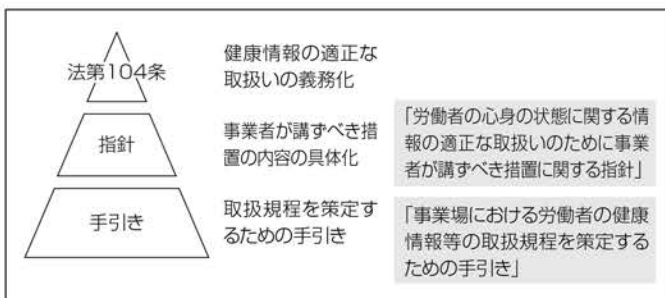 法第104条
健康情報の適正な
取扱いの義務化
指針
事業者が講ずべき措
置の内容の具体化
「労働者の心身の状態に関する情
報の適正な取扱いのために事業
者が講ずべき措置に関する指針」
手引き
取扱規程を策定す
るための手引き
「事業場における労働者の健康
情報等の取扱規程を策定する
ための手引き」